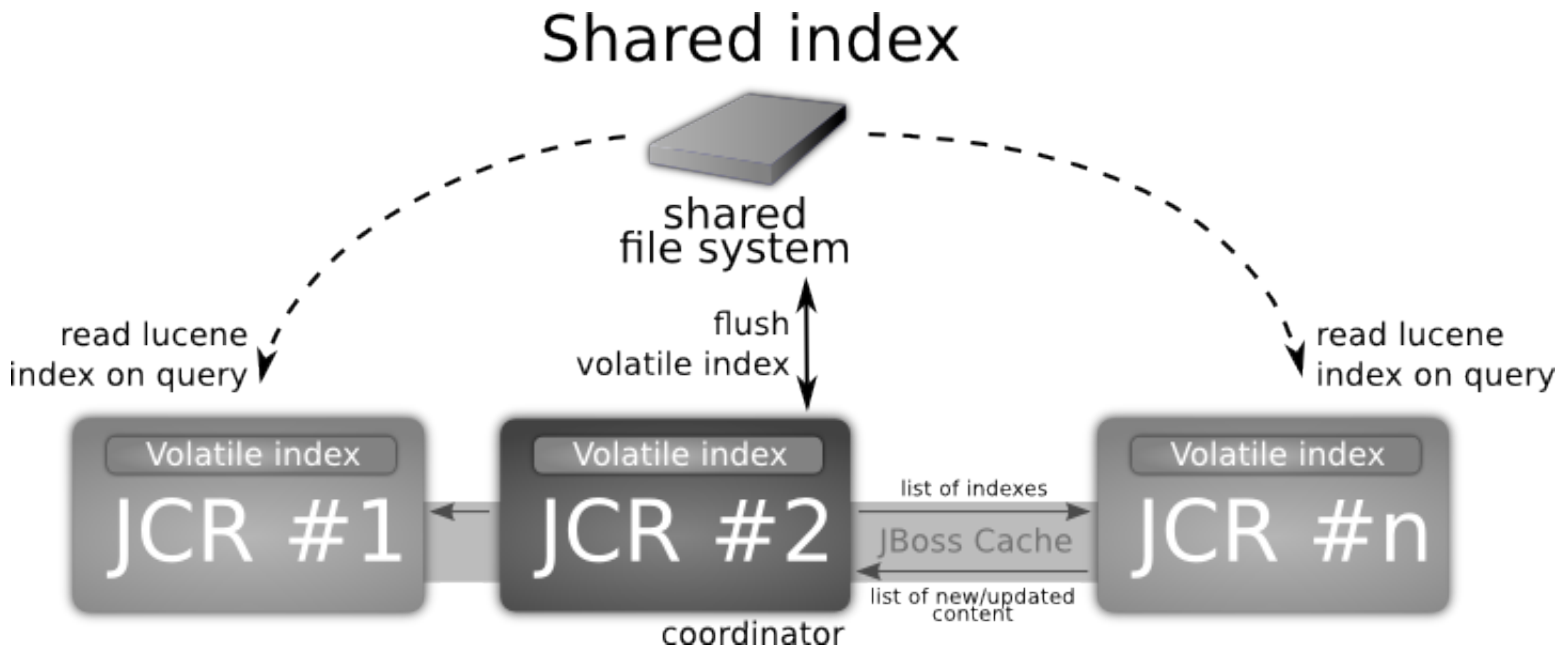 Shared index
shared
file system
flush
volatile index
read lucene
index on query
read lucene
index on query
Volatile index
JCR #1
Volatile index
JCR #2
coordinator
list of indexes
JBoss Cache
list of new/updated
content
Volatile index
JCR #n